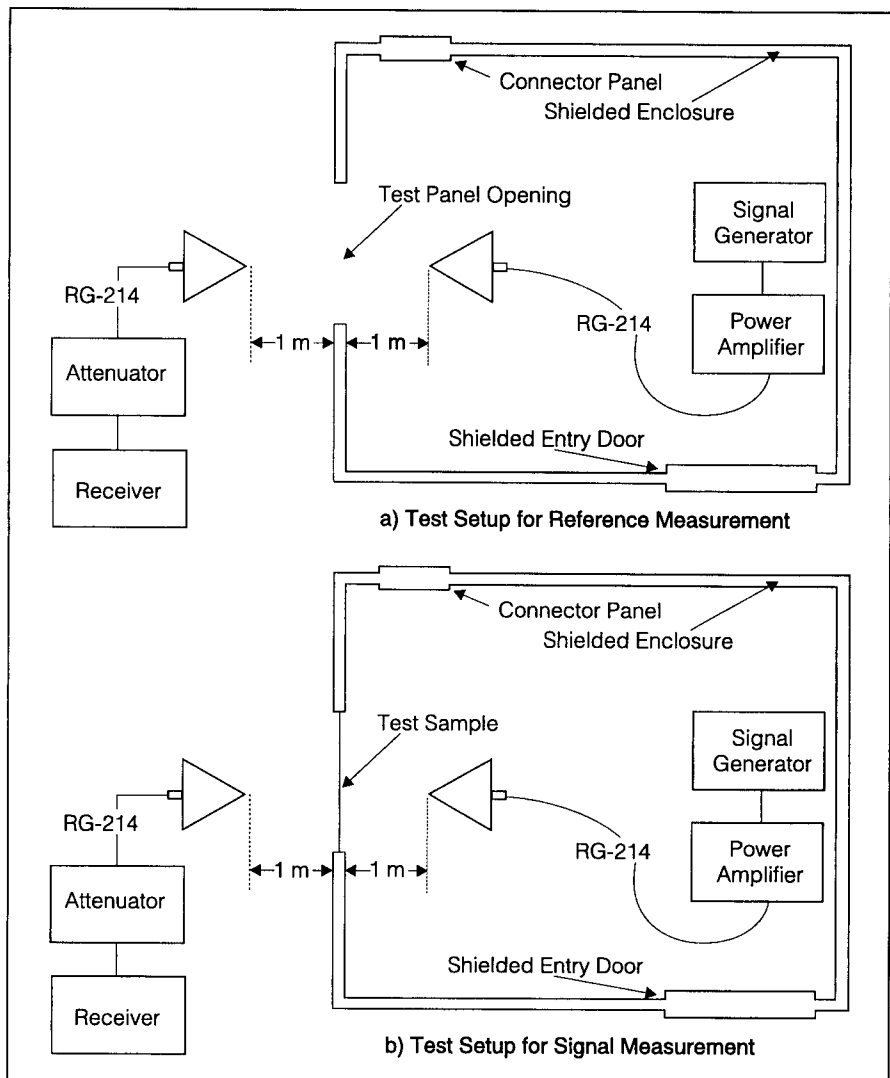 Connector Panel
Shielded Enclosure
Test Panel Opening
Signal
Generator
RG-214
RG-214
Power
Amplifier
1 m
1 m
Attenuator
Shielded Entry Door
Receiver
a) Test Setup for Reference Measurement
Connector Panel
Shielded Enclosure
Test Sample
Signal
Generator
RG-214
RG-214
Power
Amplifier
1 m
1 m
Attenuator
Shielded Entry Door
Receiver
b) Test Setup for Signal Measurement